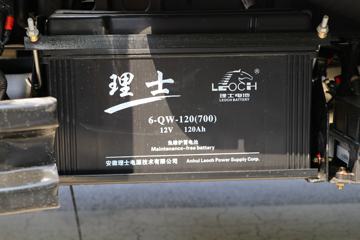 理士
LEOCH®
理士电池
LEOCH BATTERY
6-QW-120(700)
12V 120Ah
免维护蓄电池
Maintenance-free battery
安徽理士电源技术有限公司 Anhui Leoch Power Supply Corp.